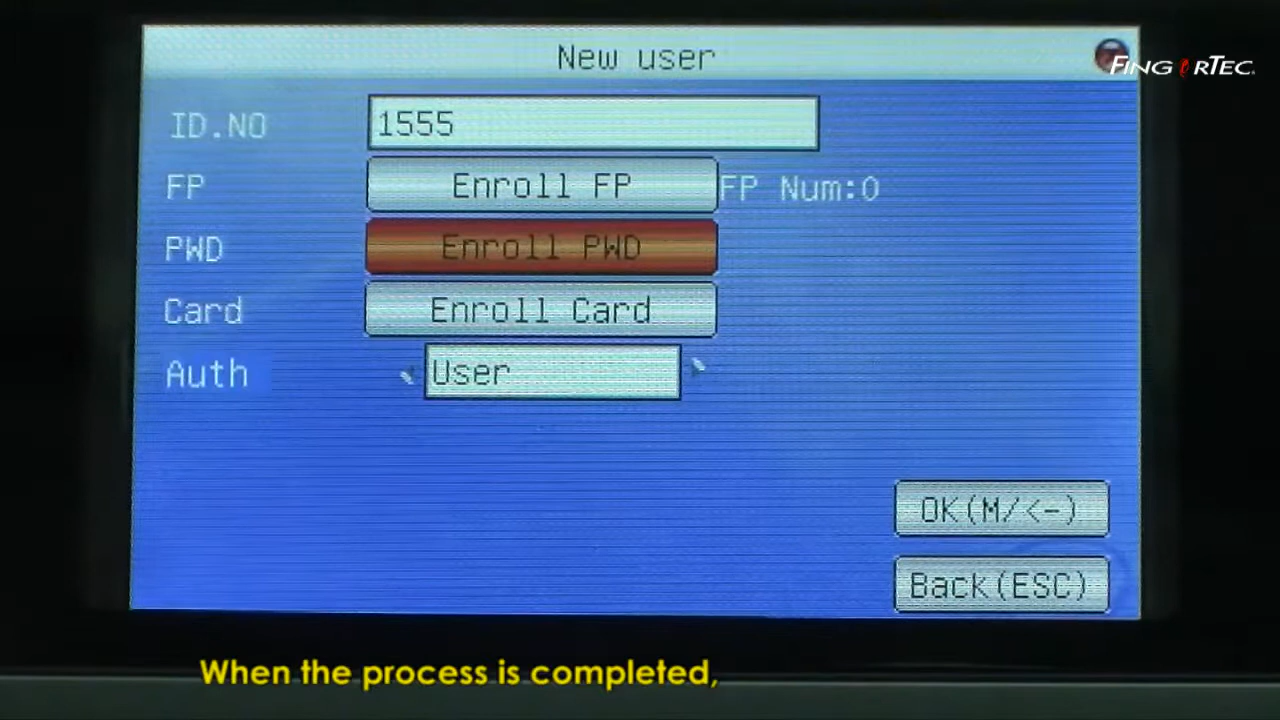 New user
FINGERTEC
ID.NO 1555
FP Enroll FP FP Num:0
PWD Enroll PWD
Card Enroll Card
Auth User
OK(M/<-)
Back(ESC)
When the process is completed,